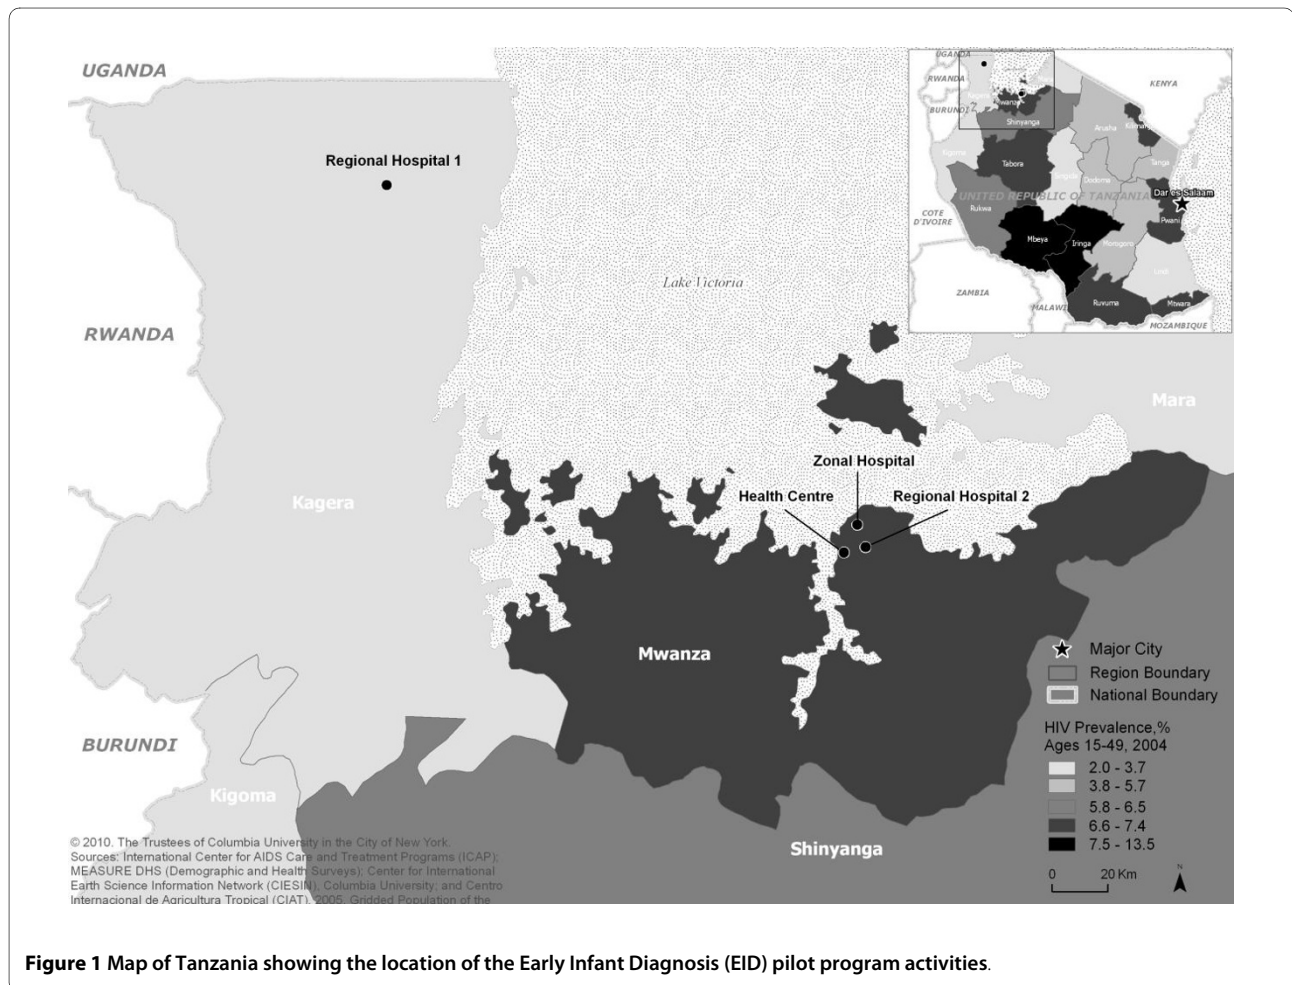 UGANDA
Regional Hospital 1
Lake Victoria
RWANDA
Mara
Zonal Hospital
Health Centre
Regional Hospital 2
Kagera
Mwanza
BURUNDI
Kigoma
Shinyanga
UGANDA
RWANDA
BURUNDI
KENYA
Kagera
Mwanza
Mara
Shinyanga
Arusha
Kigoma
Tabora
Singida
Dodoma
Tanga
UNITED REPUBLIC OF TANZANIA
Dar es Salaam
Rukwa
Pwani
COTE
D'IVOIRE
Mbeya
Iringa
Morogoro
Lindi
ZAMBIA
MALAWI
Ruvuma
Mtwara
MOZAMBIQUE
Major City
Region Boundary
National Boundary
HIV Prevalence,%
Ages 15-49, 2004
2.0 - 3.7
3.8 - 5.7
5.8 - 6.5
6.6 - 7.4
7.5 - 13.5
0 20 Km
N
© 2010. The Trustees of Columbia University in the City of New York.
Sources: International Center for AIDS Care and Treatment Programs (ICAP);
MEASURE DHS (Demographic and Health Surveys); Center for International
Earth Science Information Network (CIESIN), Columbia University; and Centro
Internacional de Agricultura Tropical (CIAT), 2005. Gridded Population of the
Figure 1 Map of Tanzania showing the location of the Early Infant Diagnosis (EID) pilot program activities.